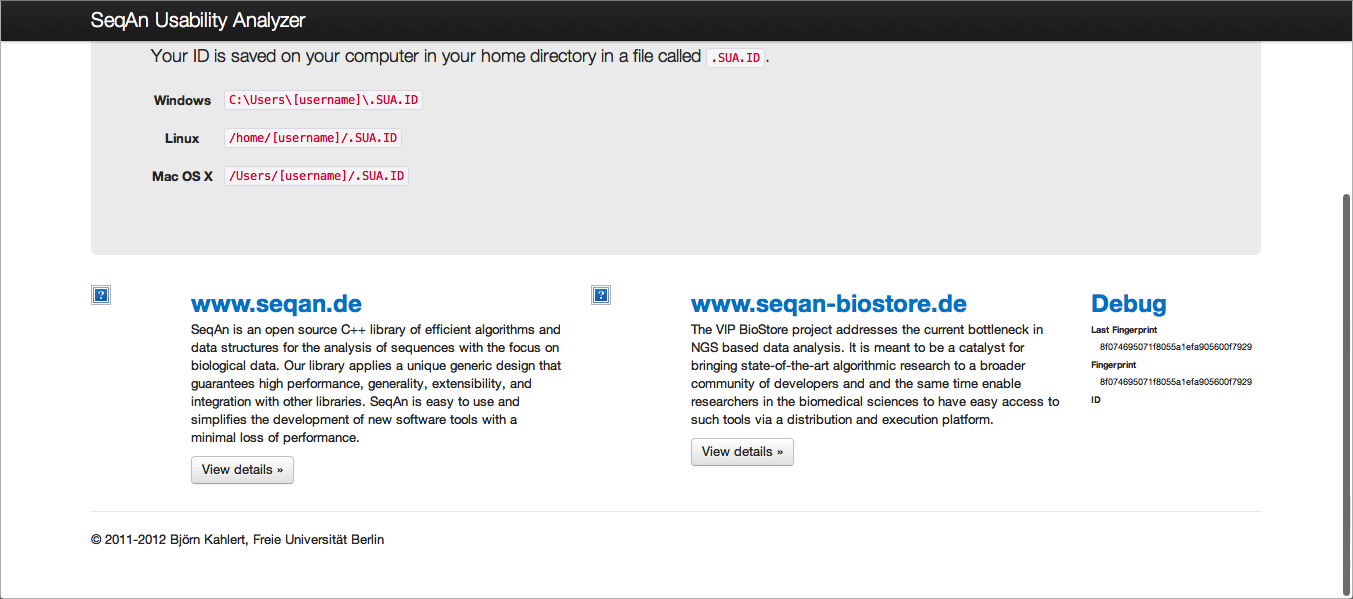 SeqAn Usability Analyzer
Your ID is saved on your computer in your home directory in a file called .SUA.ID.
Windows C:\Users\[username]\.SUA.ID
Linux /home/[username]/.SUA.ID
Mac OS X /Users/[username]/.SUA.ID
www.seqan.de
SeqAn is an open source C++ library of efficient algorithms and
data structures for the analysis of sequences with the focus on
biological data. Our library applies a unique generic design that
guarantees high performance, generality, extensibility, and
integration with other libraries. SeqAn is easy to use and
simplifies the development of new software tools with a
minimal loss of performance.
View details »
www.seqan-biostore.de
The VIP BioStore project addresses the current bottleneck in
NGS based data analysis. It is meant to be a catalyst for
bringing state-of-the-art algorithmic research to a broader
community of developers and and the same time enable
researchers in the biomedical sciences to have easy access to
such tools via a distribution and execution platform.
View details »
Debug
Last Fingerprint
8f074695071f8055a1efa905600f7929
Fingerprint
8f074695071f8055a1efa905600f7929
ID
© 2011-2012 Björn Kahlert, Freie Universität Berlin